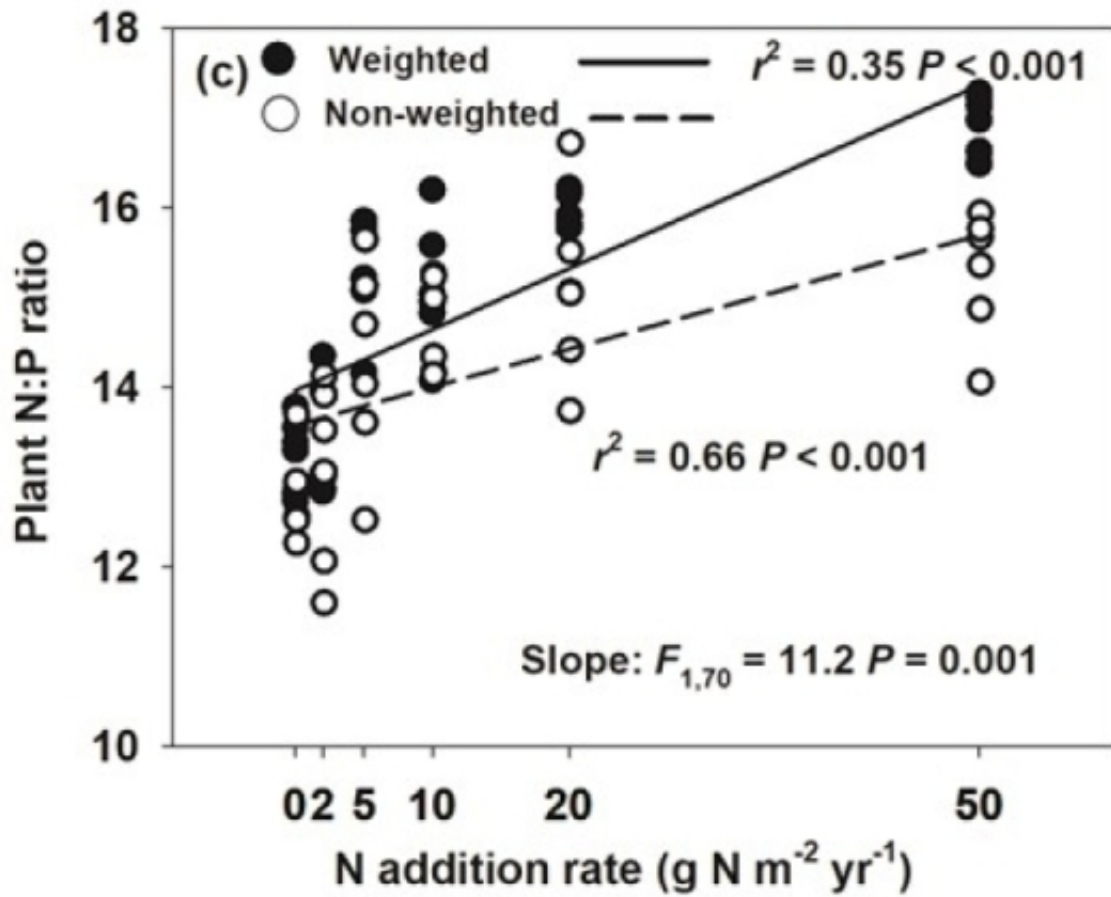 18
(c) Weighted r² = 0.35 P < 0.001
Non-weighted
16
14
r² = 0.66 P < 0.001
12
Slope: F1,70 = 11.2 P = 0.001
10
0 2 5 10 20 50
Plant N:P ratio
N addition rate (g N m⁻² yr⁻¹)